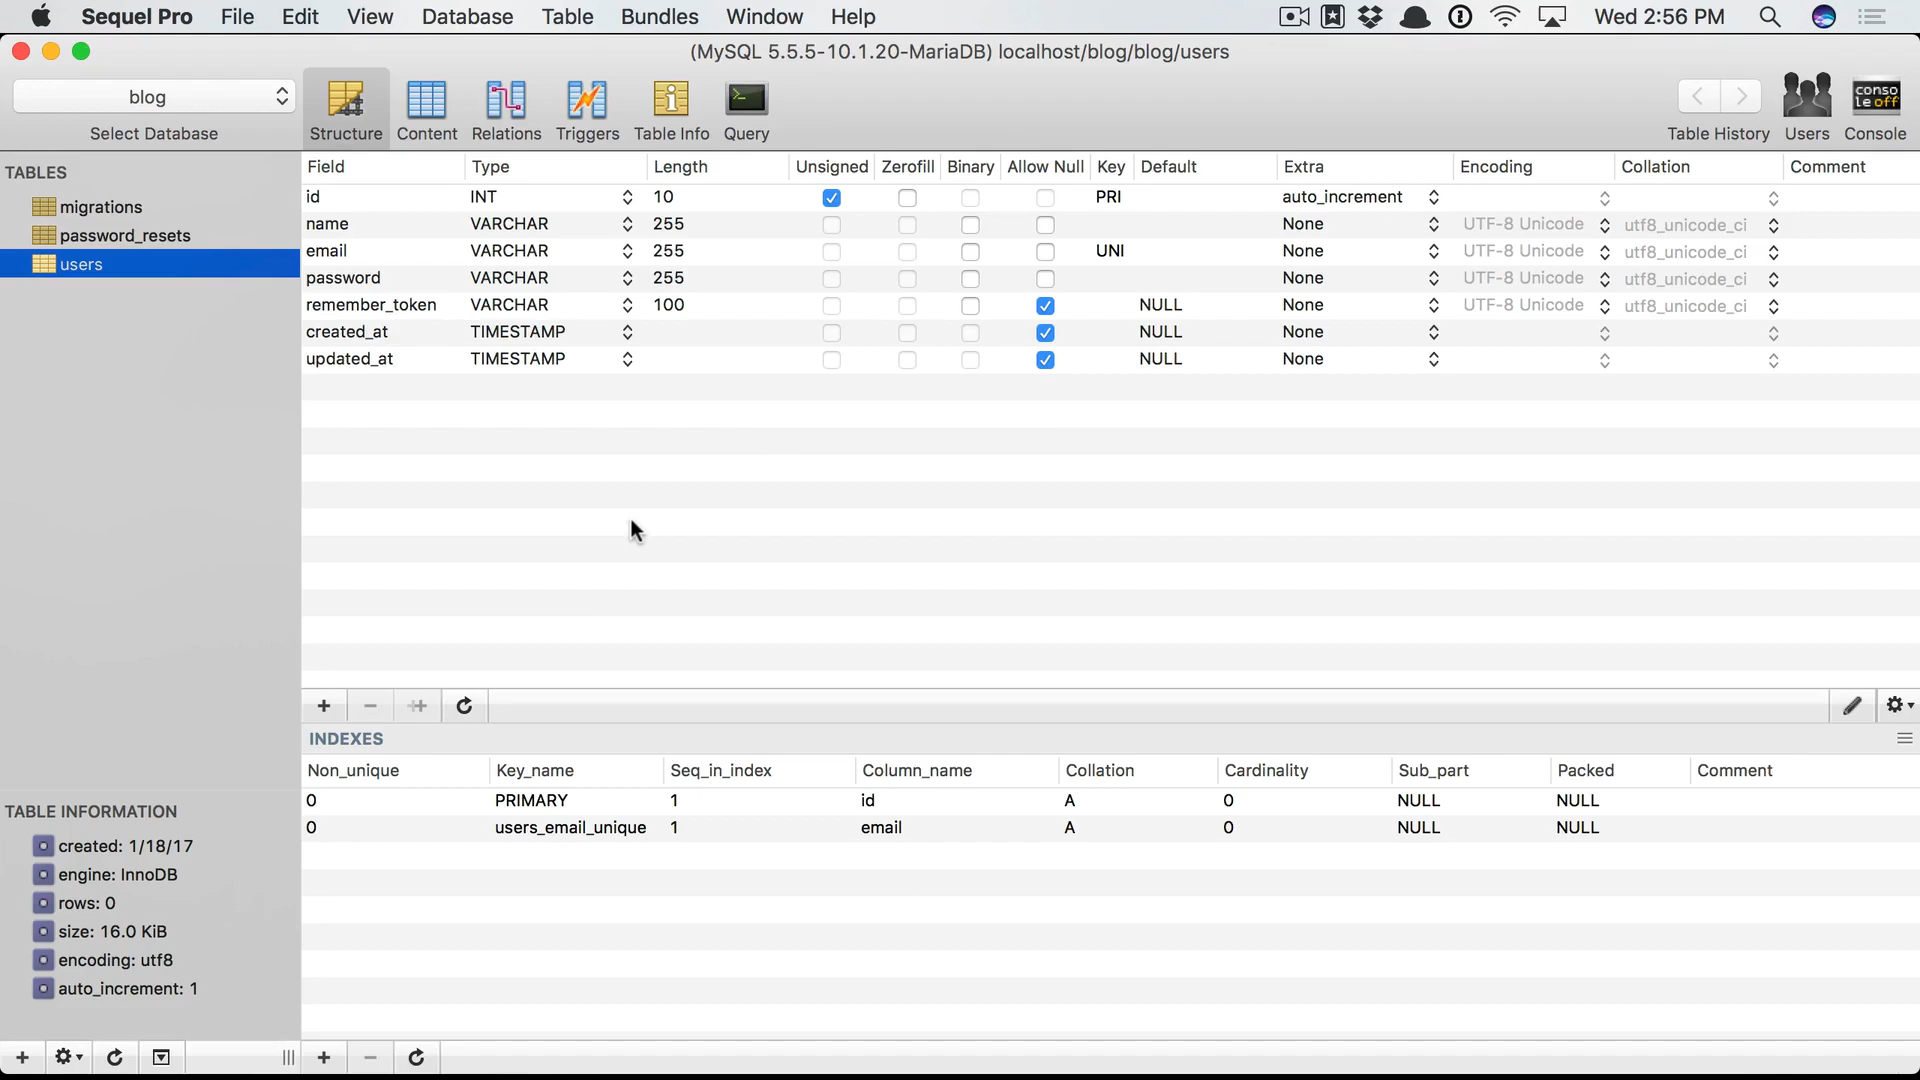 Sequel Pro File Edit View Database Table Bundles Window Help Wed 2:56 PM
(MySQL 5.5.5-10.1.20-MariaDB) localhost/blog/blog/users
blog
Select Database
Structure Content Relations Triggers Table Info Query
conso
le off
Table History Users Console
TABLES
migrations
password_resets
users
Field Type Length Unsigned Zerofill Binary Allow Null Key Default Extra Encoding Collation Comment
id INT 10 PRI auto_increment
name VARCHAR 255 None UTF-8 Unicode utf8_unicode_ci
email VARCHAR 255 UNI None UTF-8 Unicode utf8_unicode_ci
password VARCHAR 255 None UTF-8 Unicode utf8_unicode_ci
remember_token VARCHAR 100 NULL None UTF-8 Unicode utf8_unicode_ci
created_at TIMESTAMP NULL None
updated_at TIMESTAMP NULL None
INDEXES
Non_unique Key_name Seq_in_index Column_name Collation Cardinality Sub_part Packed Comment
0 PRIMARY 1 id A 0 NULL NULL
0 users_email_unique 1 email A 0 NULL NULL
TABLE INFORMATION
created: 1/18/17
engine: InnoDB
rows: 0
size: 16.0 KiB
encoding: utf8
auto_increment: 1